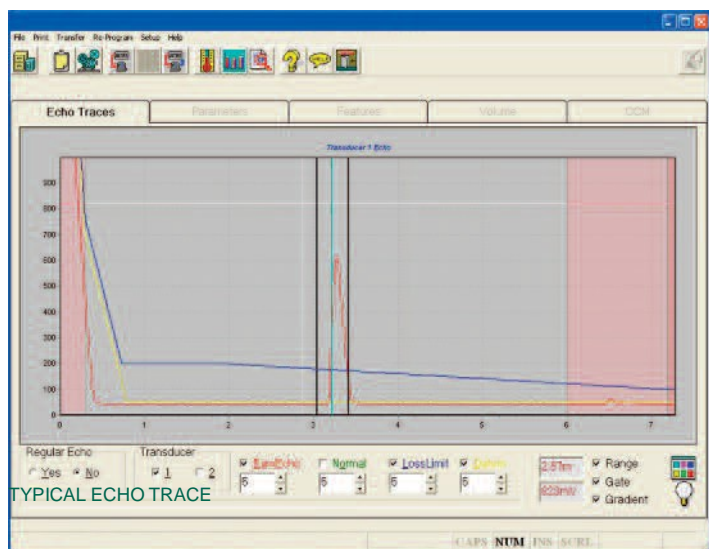 File Print Transfer Re-Program Setup Help
Echo Traces Parameters Features Volume OCM
Transducer 1 Echo
900
800
700
600
500
400
300
200
100
0
0 1 2 3 4 5 6 7
Regular Echo Transducer
Yes No 1 2 Normal LossLimit
5 5 5 5
Range
Gate
Gradient
TYPICAL ECHO TRACE
CAPS NUM INS SCRL